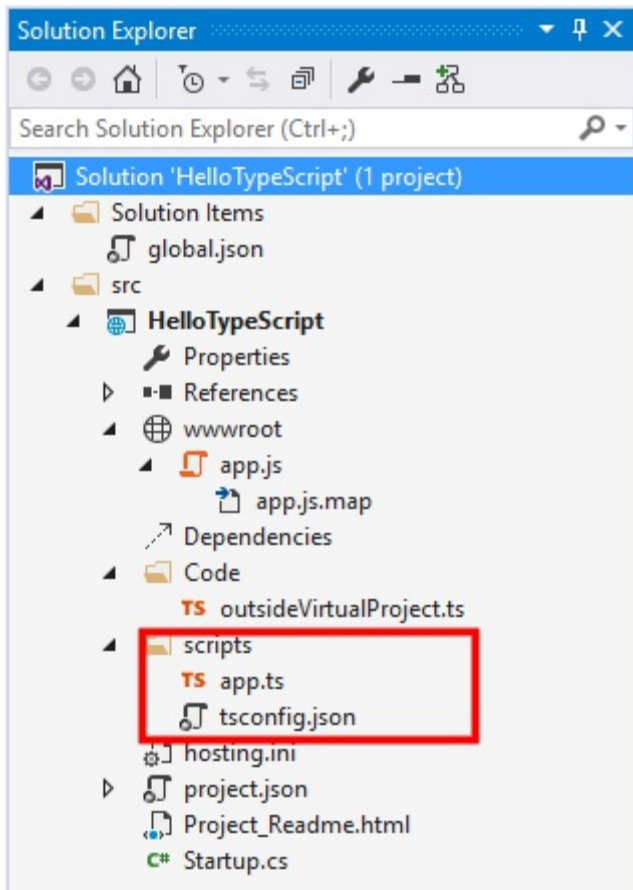 Solution Explorer
Search Solution Explorer (Ctrl+;)
Solution 'HelloTypeScript' (1 project)
Solution Items
global.json
src
HelloTypeScript
Properties
References
wwwroot
app.js
app.js.map
Dependencies
Code
TS outsideVirtualProject.ts
scripts
TS app.ts
tsconfig.json
hosting.ini
project.json
Project_Readme.html
C# Startup.cs